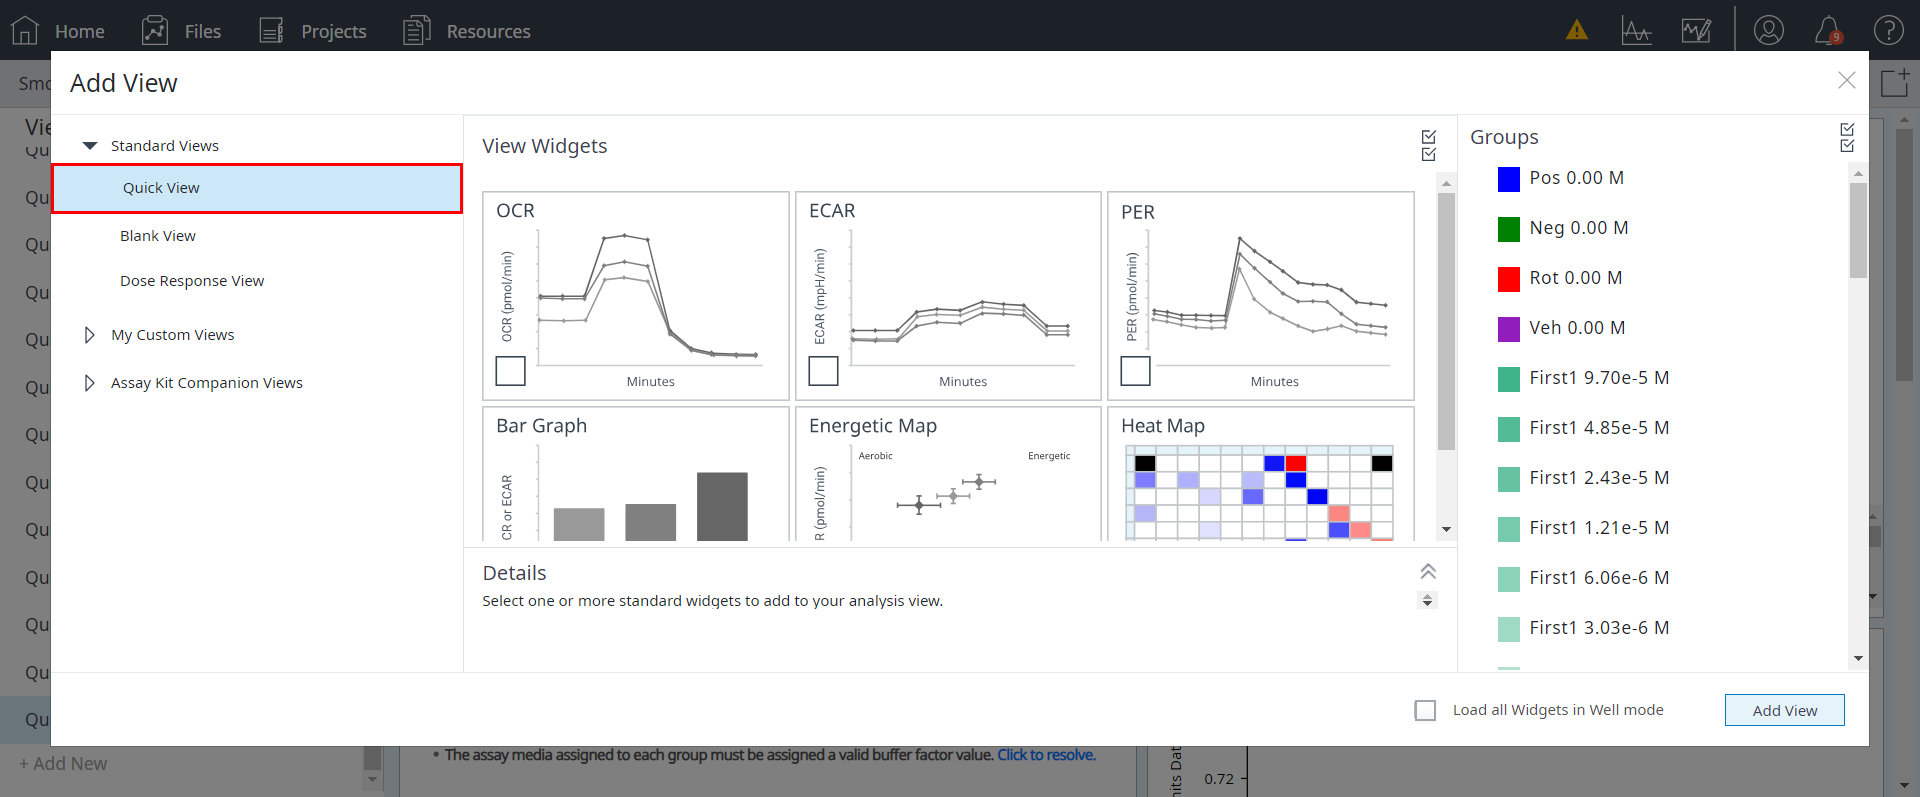 Home
Files
Projects
Resources
9
Add View
Standard Views
Quick View
Blank View
Dose Response View
My Custom Views
Assay Kit Companion Views
View Widgets
OCR
OCR (pmol/min)
Minutes
ECAR
ECAR (mpH/min)
Minutes
PER
PER (pmol/min)
Minutes
Bar Graph
CR or ECAR
Energetic Map
Aerobic
Energetic
R (pmol/min)
Heat Map
Details
Select one or more standard widgets to add to your analysis view.
Groups
Pos 0.00 M
Neg 0.00 M
Rot 0.00 M
Veh 0.00 M
First1 9.70e-5 M
First1 4.85e-5 M
First1 2.43e-5 M
First1 1.21e-5 M
First1 6.06e-6 M
First1 3.03e-6 M
Load all Widgets in Well mode
Add View
Smo
Vie
Qu
Qu
Qu
Qu
Qu
Qu
Qu
Qu
Qu
Qu
Qu
Qu
Qu
+ Add New
• The assay media assigned to each group must be assigned a valid buffer factor value. Click to resolve.
nits Dat
0.72